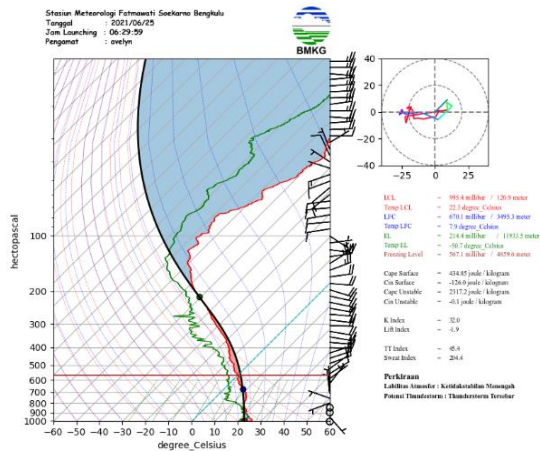 Stasiun Meteorologi Fatmawati Soekarno Bengkulu
Tanggal : 2021/06/25
Jam Launching : 06:29:59
Pengamat : avelyn
BMKG
hectopascal
100
200
300
400
500
600
700
800
900
1000
−60 −50 −40 −30 −20 −10 0 10 20 30 40 50 60
degree_Celsius
40
20
0
−20
−40
−25 0 25
LCL = 995.4 millibar / 120.8 meter
Temp LCL = 22.3 degree_Celsius
LFC = 670.1 millibar / 3495.3 meter
Temp LFC = 7.9 degree_Celsius
EL = 214.4 millibar / 11933.5 meter
Temp EL = -50.7 degree_Celsius
Freezing Level = 567.1 millibar / 4859.6 meter
Cape Surface = 434.85 joule / kilogram
Cin Surface = -126.0 joule / kilogram
Cape Unstable = 2317.2 joule / kilogram
Cin Unstable = -0.1 joule / kilogram
K Index = 32.0
Lift Index = -1.9
TT Index = 45.4
Sweat Index = 204.4
Perkiraan
Labilitas Atmosfer : Ketidakstabilan Menengah
Potensi Thunderstorm : Thunderstorm Tersebar